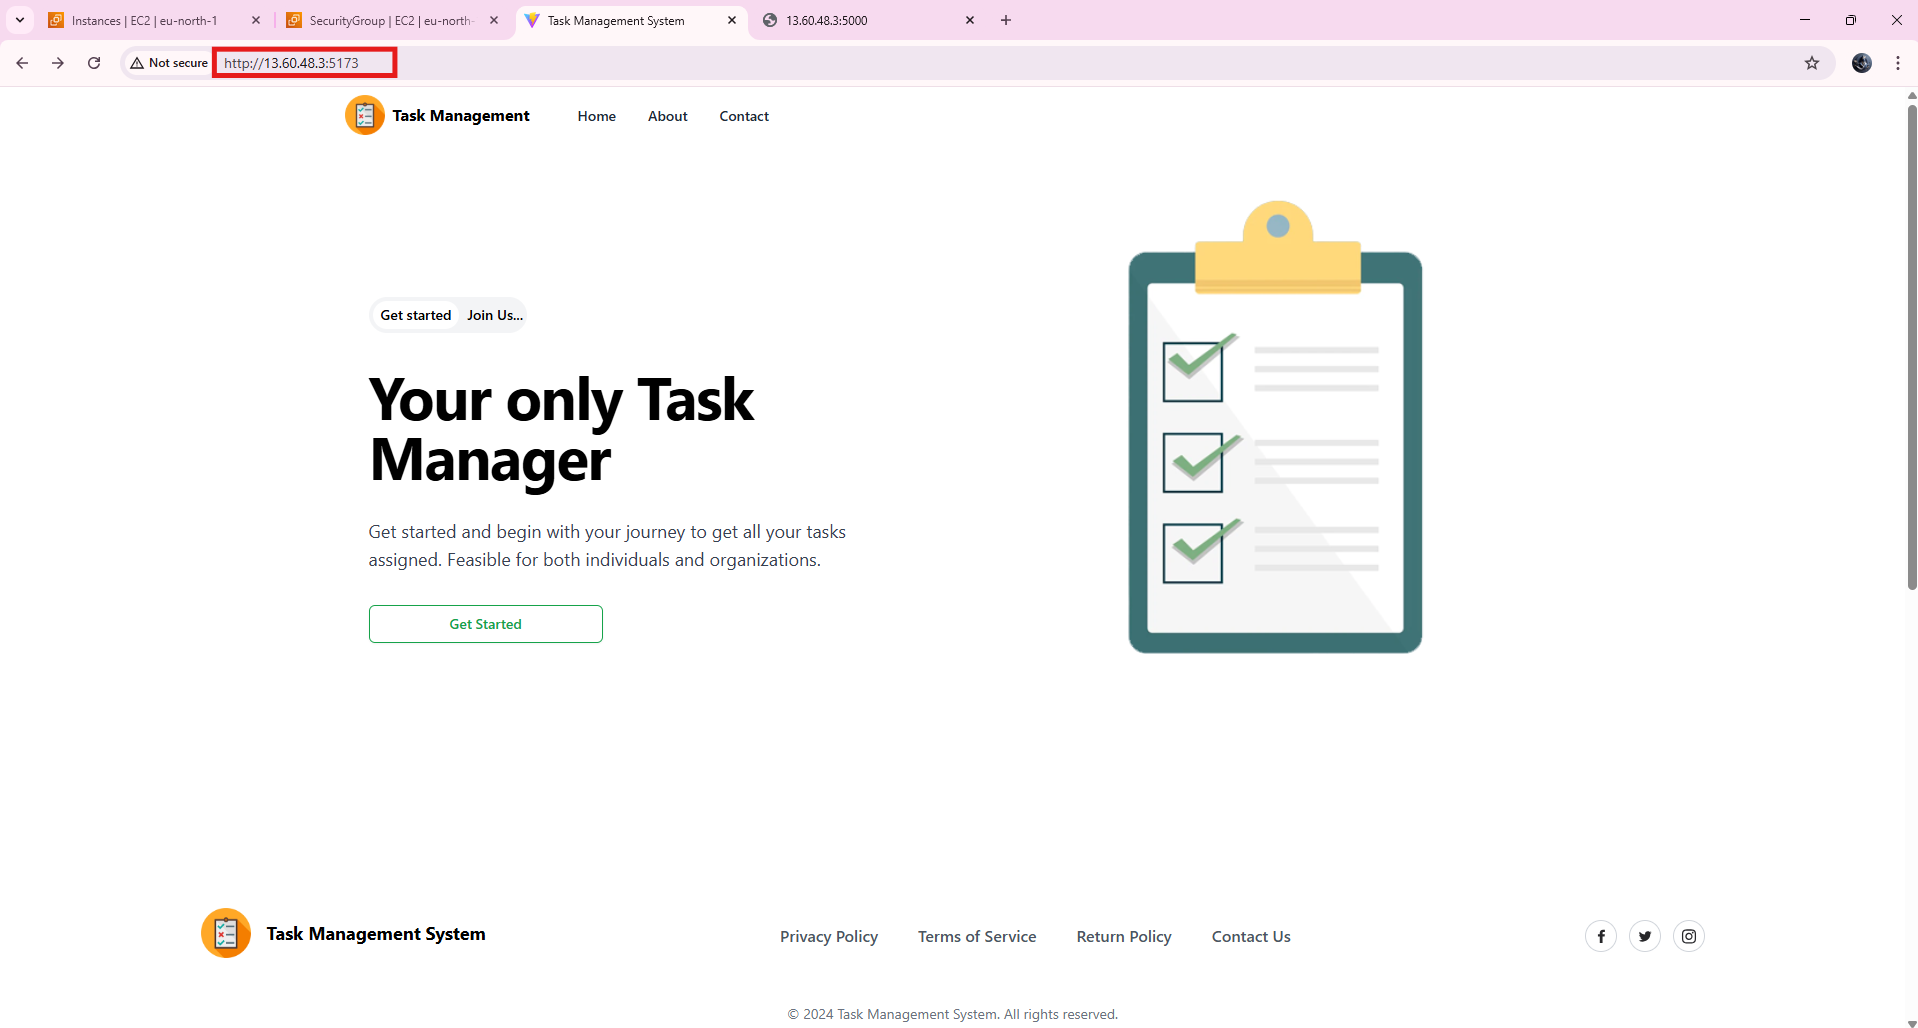 Instances | EC2 | eu-north-1
SecurityGroup | EC2 | eu-north-
Task Management System
13.60.48.3:5000
Not secure
http://13.60.48.3:5173
Task Management
Home
About
Contact
Get started
Join Us...
Your only Task
Manager
Get started and begin with your journey to get all your tasks
assigned. Feasible for both individuals and organizations.
Get Started
Task Management System
Privacy Policy
Terms of Service
Return Policy
Contact Us
© 2024 Task Management System. All rights reserved.